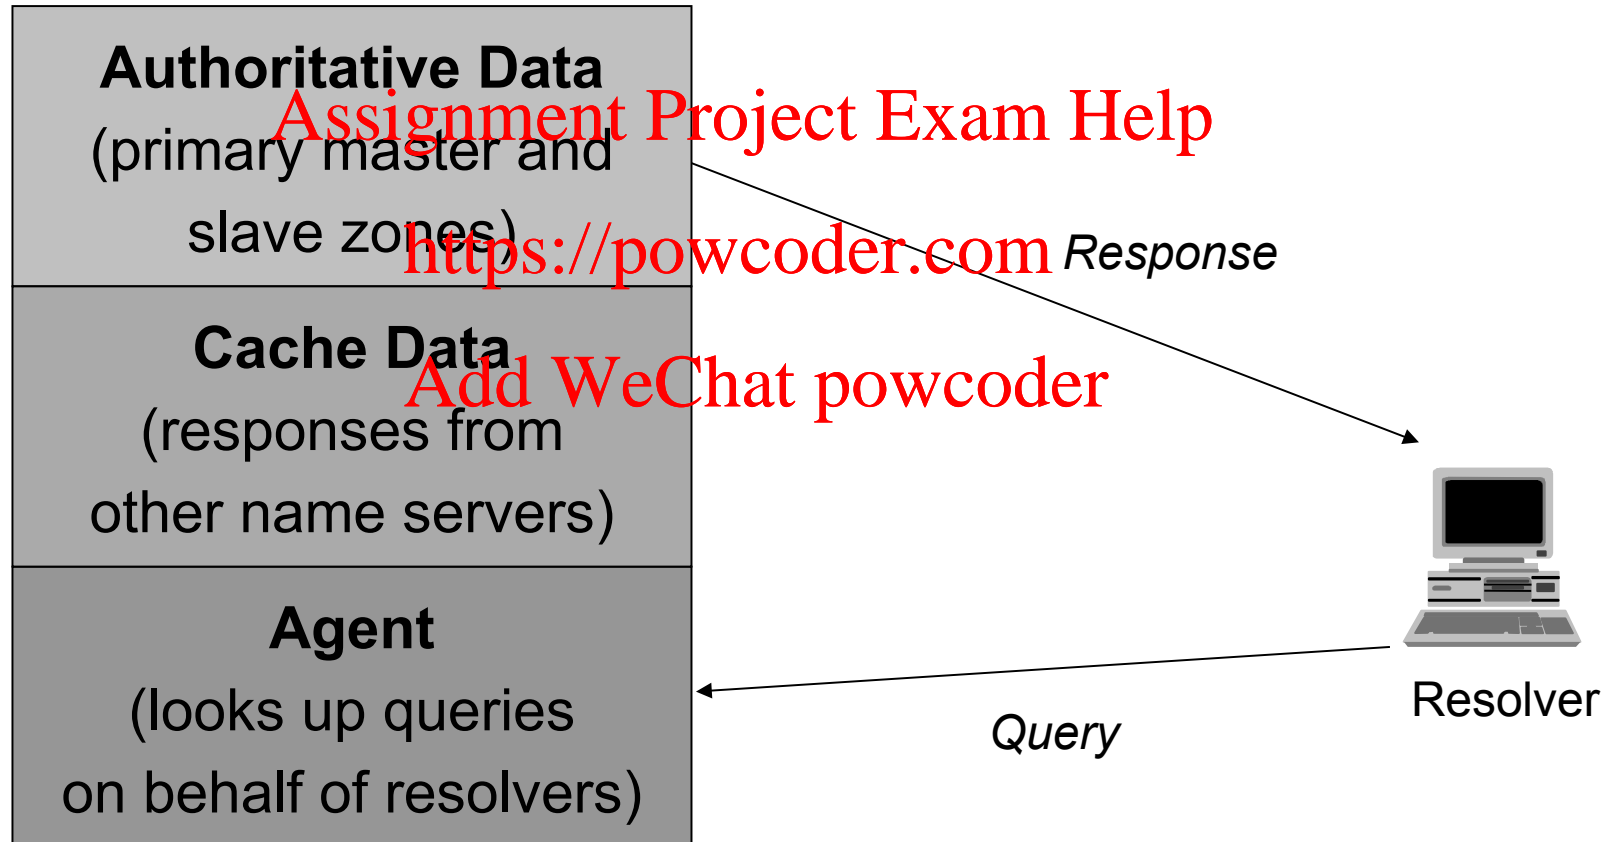 Authoritative Data
(primary master and
slave zones)
Assignment Project Exam Help
https://powcoder.com
Response
Cache Data
(responses from
other name servers)
Add WeChat powcoder
Agent
(looks up queries
on behalf of resolvers)
Query
Resolver